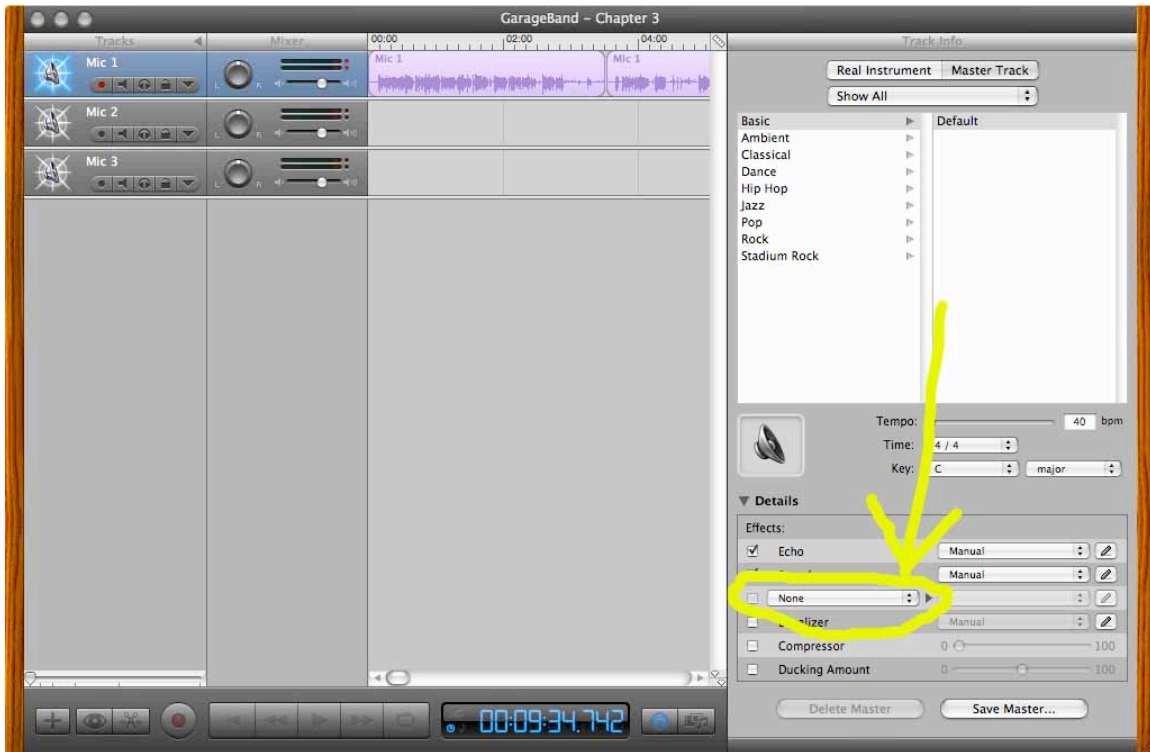 GarageBand – Chapter 3
Tracks
Mixer
00:00
02:00
04:00
Track Info
Mic 1
L R
Mic 1
Mic 1
Mic 2
L R
Mic 3
L R
Real Instrument Master Track
Show All
Basic
Default
Ambient
Classical
Dance
Hip Hop
Jazz
Pop
Rock
Stadium Rock
Tempo: 40 bpm
Time: 4 / 4
Key: C major
Details
Effects:
Echo Manual
Manual
None
Manual
Compressor 0 100
Ducking Amount 0 100
00:09:34.742
Delete Master
Save Master...